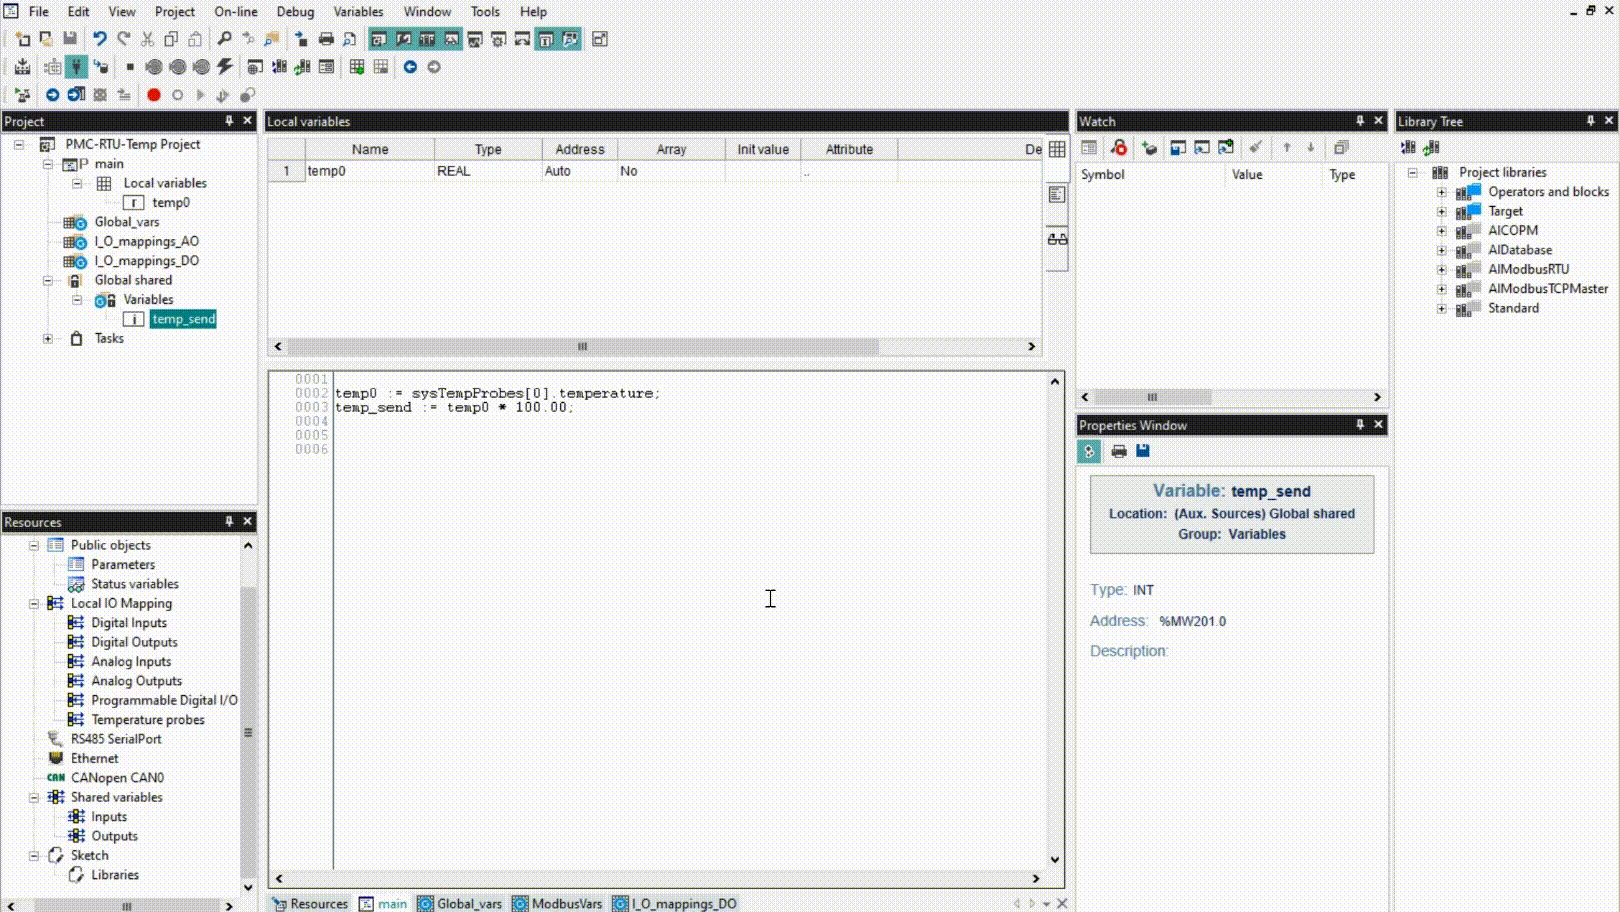 File Edit View Project On-line Debug Variables Window Tools Help
Project
PMC-RTU-Temp Project
P main
Local variables
r temp0
Global_vars
I_O_mappings_AO
I_O_mappings_DO
Global shared
Variables
i temp_send
Tasks
Resources
Public objects
Parameters
Status variables
Local IO Mapping
Digital Inputs
Digital Outputs
Analog Inputs
Analog Outputs
Programmable Digital I/O
Temperature probes
RS485 SerialPort
Ethernet
CAN CANopen CAN0
Shared variables
Inputs
Outputs
Sketch
Libraries
Local variables
Name Type Address Array Init value Attribute De
1 temp0 REAL Auto No ..
0001
0002 temp0 := sysTempProbes[0].temperature;
0003 temp_send := temp0 * 100.00;
0004
0005
0006
Resources main Global_vars ModbusVars I_O_mappings_DO
Watch
Symbol Value Type
Properties Window
Variable: temp_send
Location: (Aux. Sources) Global shared
Group: Variables
Type: INT
Address: %MW201.0
Description:
Library Tree
Project libraries
Operators and blocks
Target
AICOPM
AIDatabase
AIModbusRTU
AIModbusTCPMaster
Standard